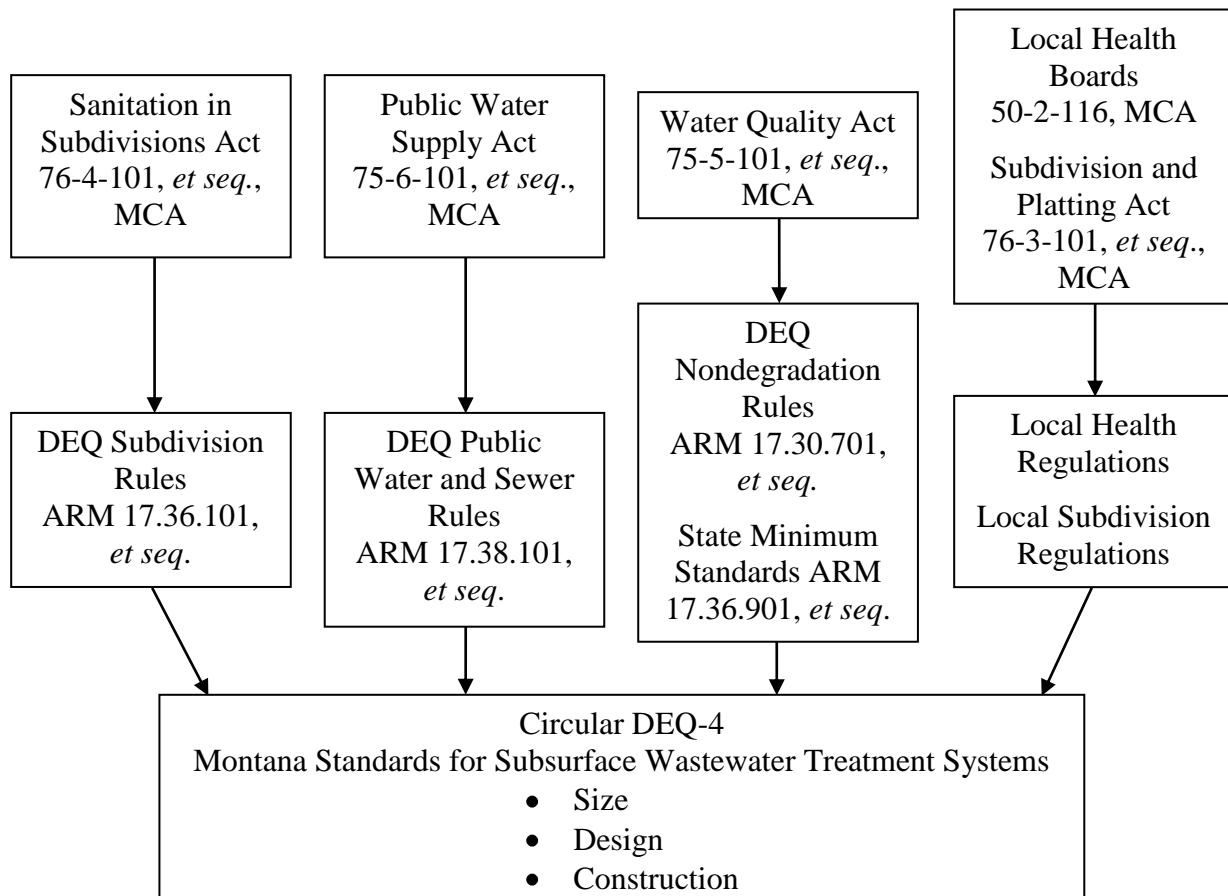 Sanitation in
Subdivisions Act
76-4-101, et seq.,
MCA
Public Water
Supply Act
75-6-101, et seq.,
MCA
Water Quality Act
75-5-101, et seq.,
MCA
Local Health
Boards
50-2-116, MCA
Subdivision and
Platting Act
76-3-101, et seq.,
MCA
DEQ Subdivision
Rules
ARM 17.36.101,
et seq.
DEQ Public
Water and Sewer
Rules
ARM 17.38.101,
et seq.
DEQ
Nondegradation
Rules
ARM 17.30.701,
et seq.
State Minimum
Standards ARM
17.36.901, et seq.
Local Health
Regulations
Local Subdivision
Regulations
Circular DEQ-4
Montana Standards for Subsurface Wastewater Treatment Systems
• Size
• Design
• Construction